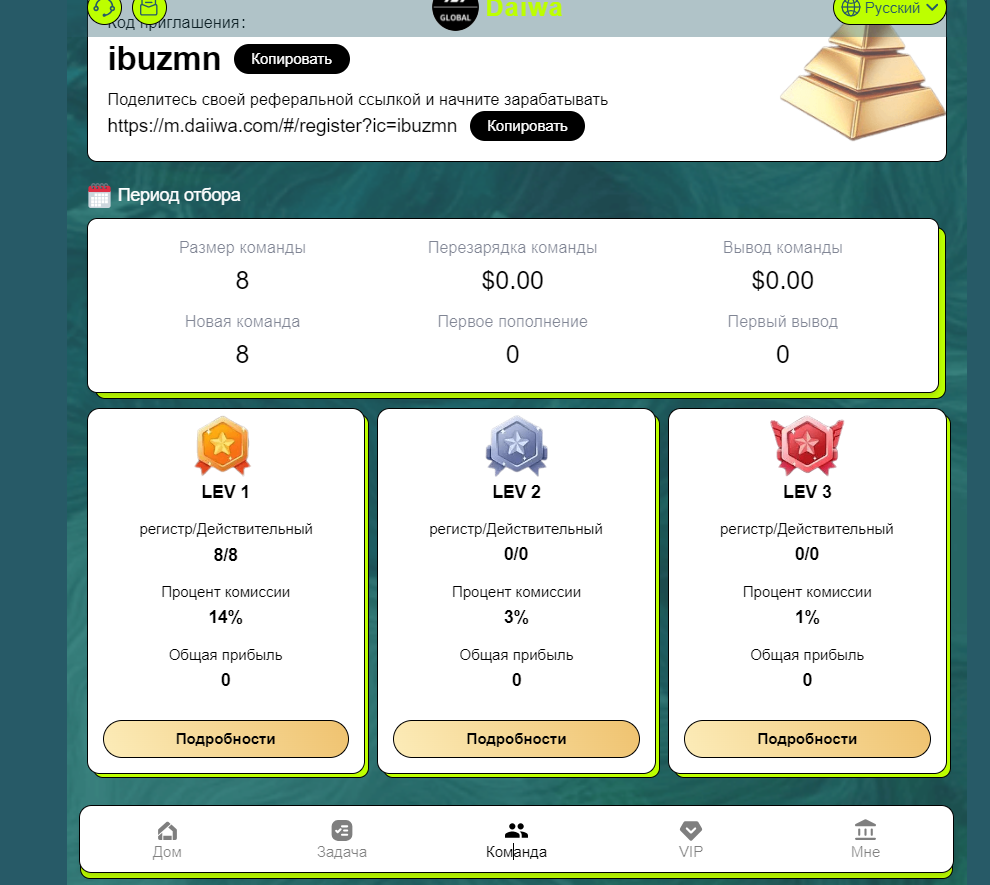 Daiwa
GLOBAL
Русский
Код приглашения:
ibuzmn Копировать
Поделитесь своей реферальной ссылкой и начните зарабатывать
https://m.daiiwa.com/#/register?ic=ibuzmn Копировать
Период отбора
Размер команды Перезарядка команды Вывод команды
8 $0.00 $0.00
Новая команда Первое пополнение Первый вывод
8 0 0
LEV 1 LEV 2 LEV 3
регистр/Действительный регистр/Действительный регистр/Действительный
8/8 0/0 0/0
Процент комиссии Процент комиссии Процент комиссии
14% 3% 1%
Общая прибыль Общая прибыль Общая прибыль
0 0 0
Подробности Подробности Подробности
Дом Задача Команда VIP Мне